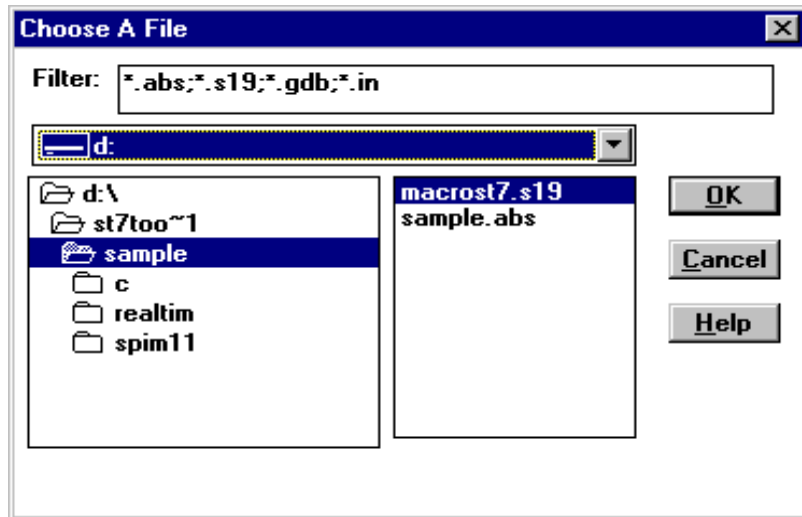 Choose A File
Filter: *.abs;*.s19;*.gdb;*.in
d:
d:\
st7too~1
sample
c
realtim
spim11
macrost7.s19
sample.abs
OK
Cancel
Help